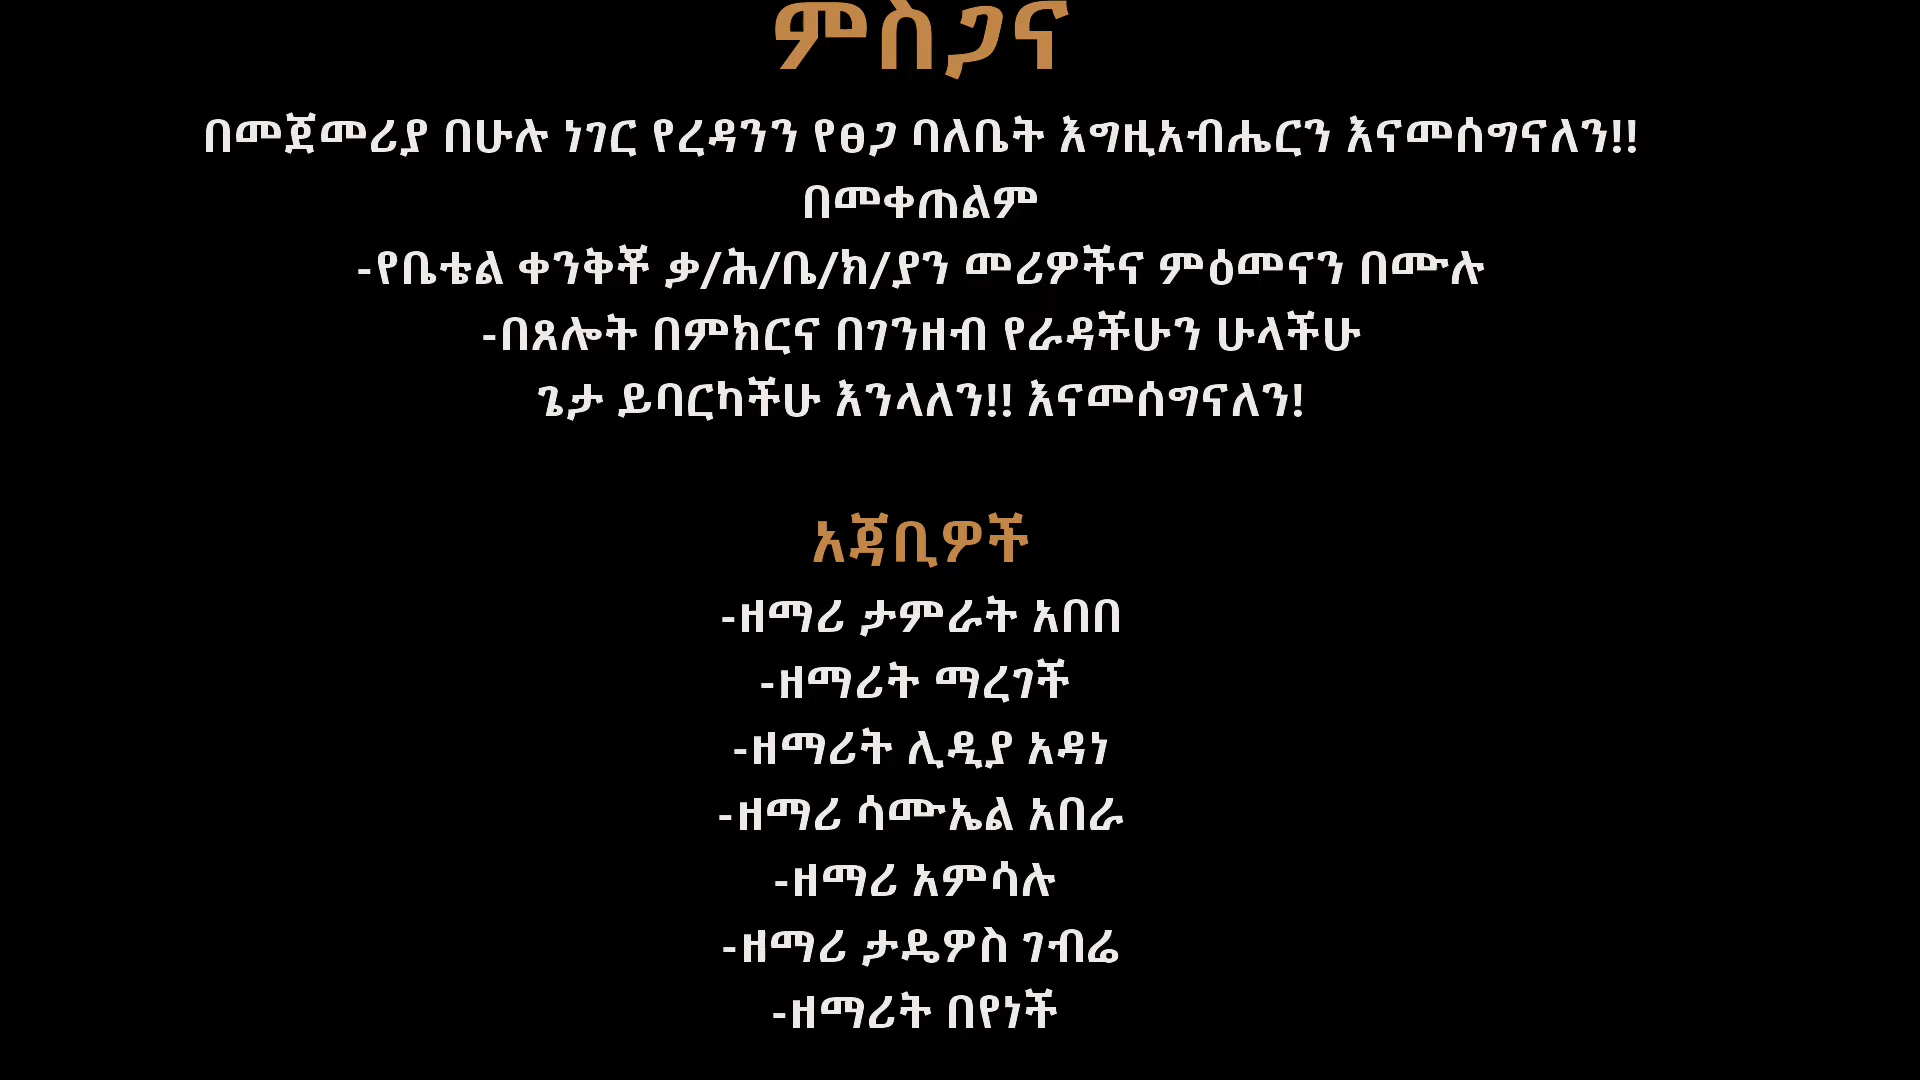 ምስጋና
በመጀመሪያ በሁሉ ነገር የረዳንን የፀጋ ባለቤት እግዚአብሔርን እናመሰግናለን!!
በመቀጠልም
-የቤቴል ቀንቅቾ ቃ/ሕ/ቤ/ክ/ያን መሪዎችና ምዕመናን በሙሉ
-በጸሎት በምክርና በገንዘብ የራዳችሁን ሁላችሁ
ጌታ ይባርካችሁ እንላለን!! እናመሰግናለን!
አጃቢዎች
-ዘማሪ ታምራት አበበ
-ዘማሪት ማረገች
-ዘማሪት ሊዲያ አዳነ
-ዘማሪ ሳሙኤል አበራ
-ዘማሪ አምሳሉ
-ዘማሪ ታዴዎስ ገብሬ
-ዘማሪት በየነች